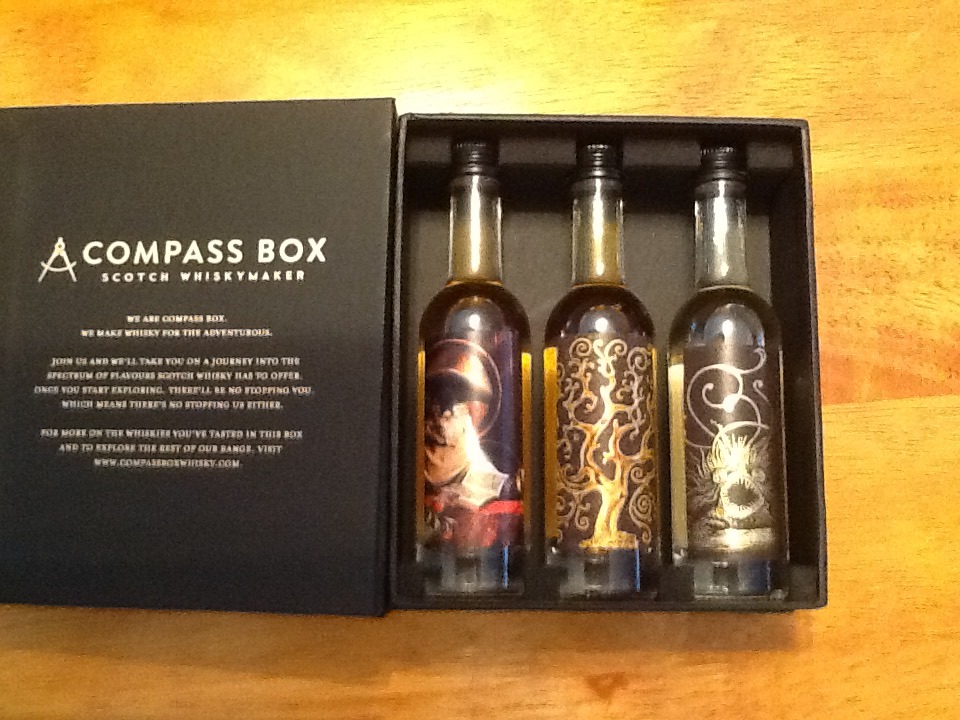 COMPASS BOX
SCOTCH WHISKYMAKER
WE ARE COMPASS BOX.
WE MAKE WHISKY FOR THE ADVENTUROUS.
JOIN US AND WE'LL TAKE YOU ON A JOURNEY INTO THE
SPECTRUM OF FLAVOURS SCOTCH WHISKY HAS TO OFFER.
ONCE YOU START EXPLORING, THERE'LL BE NO STOPPING YOU.
WHICH MEANS THERE'S NO STOPPING US EITHER.
FOR MORE ON THE WHISKIES YOU'VE TASTED IN THIS BOX
AND TO EXPLORE THE REST OF OUR RANGE, VISIT
WWW.COMPASSBOXWHISKY.COM